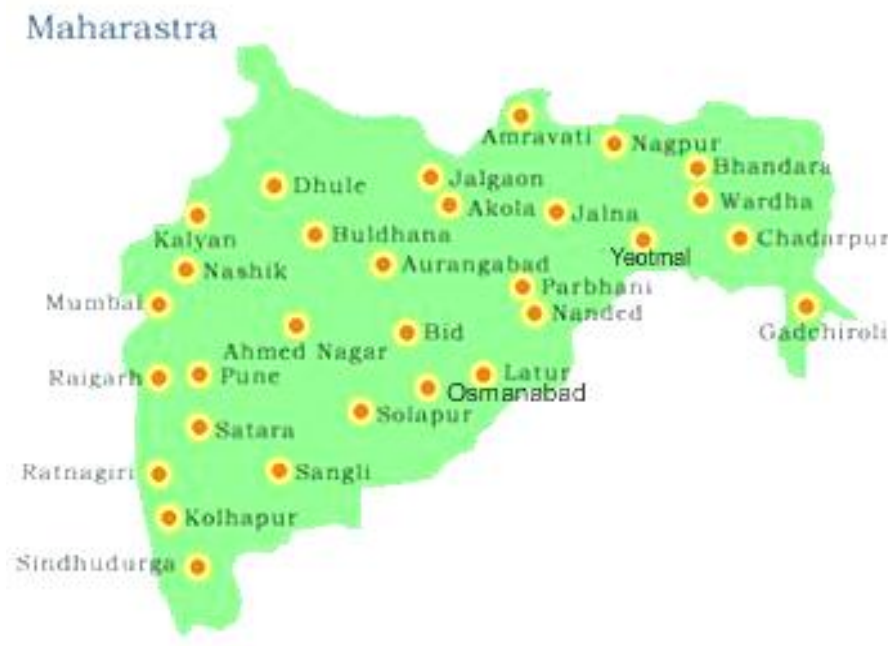 Maharastra
Amravati
Nagpur
Bhandara
Dhule
Jalgaon
Wardha
Akola
Jalna
Kalyan
Buldhana
Chadarpur
Yeotmal
Nashik
Aurangabad
Parbhani
Mumbai
Nanded
Bid
Gadchiroli
Ahmed Nagar
Raigarh
Pune
Latur
Osmanabad
Solapur
Satara
Ratnagiri
Sangli
Kolhapur
Sindhudurga